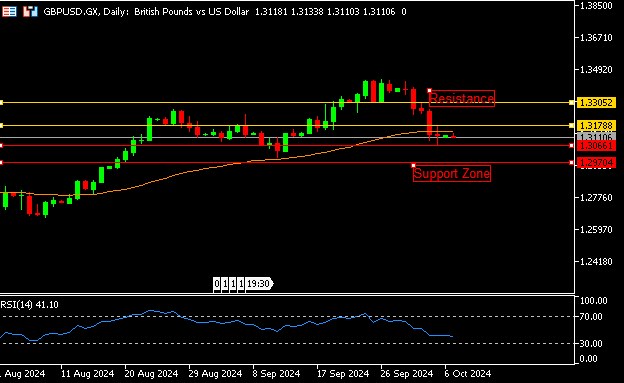 GBPUSD.GX, Daily: British Pounds vs US Dollar 1.31181 1.31338 1.31103 1.31106 0
1.38500
1.36710
1.34920
Resistance
1.33052
1.31788
1.31106
1.30651
1.29704
Support Zone
1.27760
1.25970
1.24180
0 1 1 1 19:30
RSI(14) 41.10
100.00
70.00
30.00
0.00
Aug 2024 11 Aug 2024 20 Aug 2024 29 Aug 2024 8 Sep 2024 17 Sep 2024 26 Sep 2024 6 Oct 2024